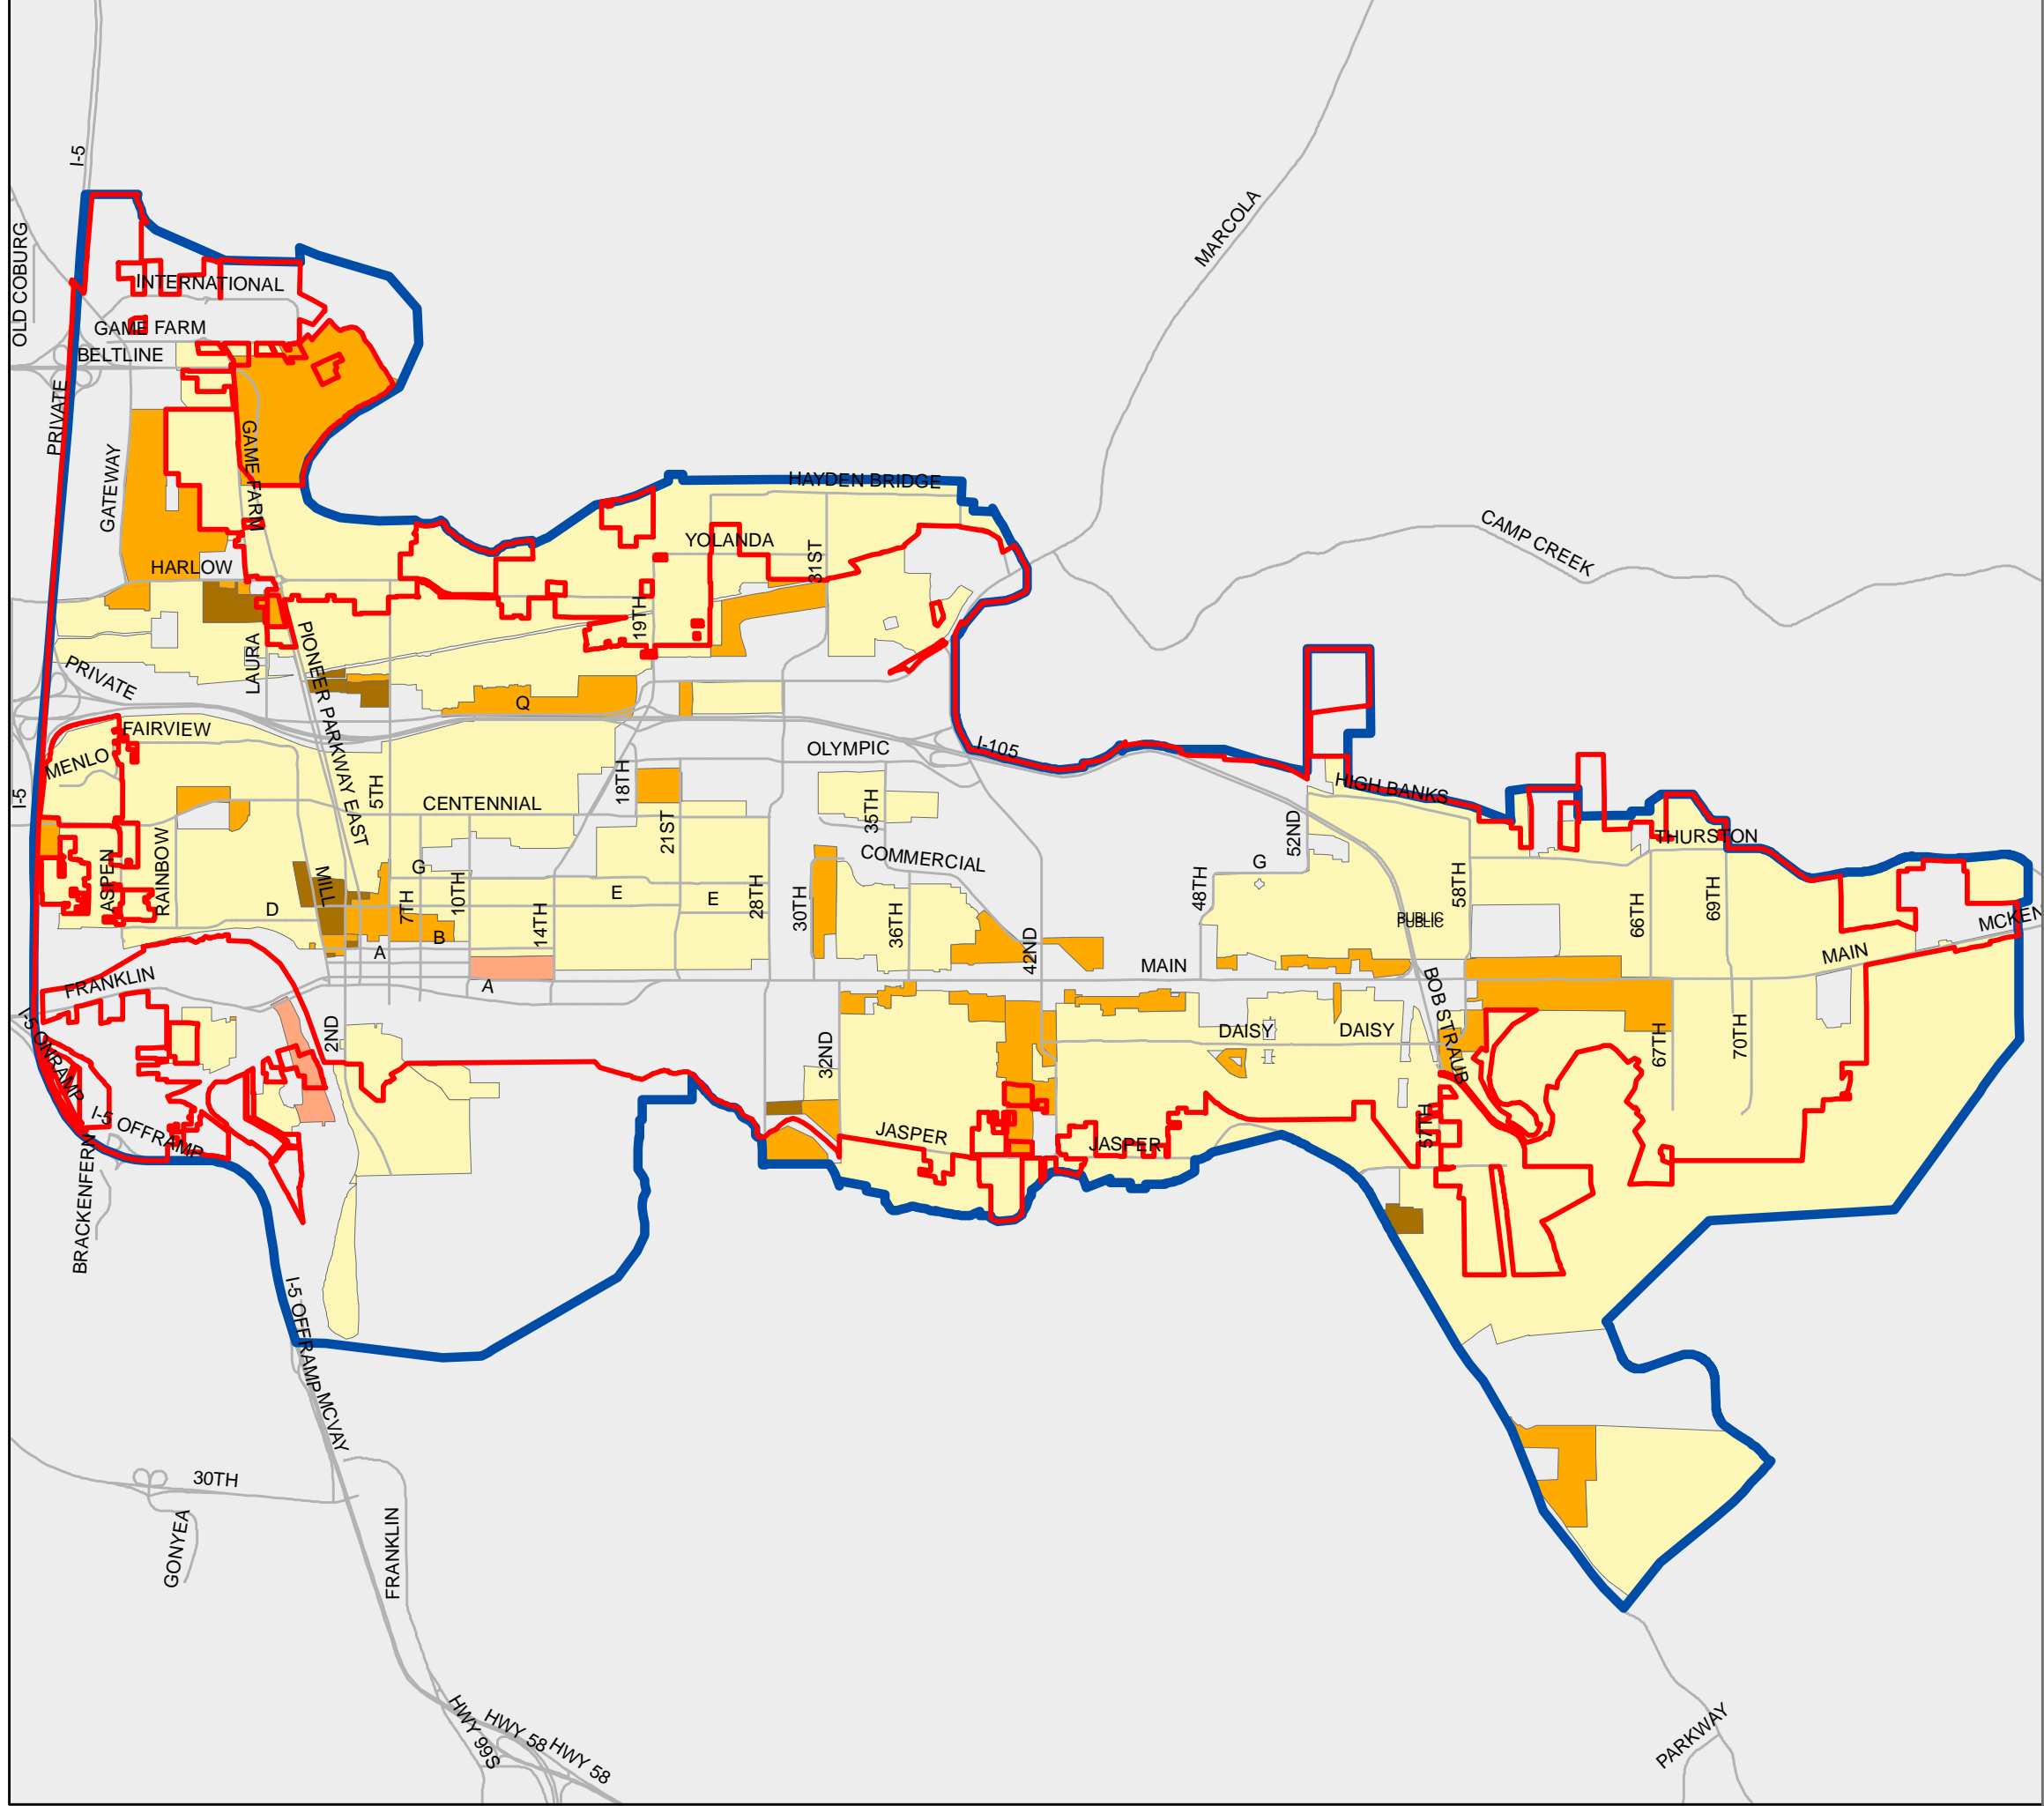 I-5
MARCOLA
OLD COBURG
INTERNATIONAL
GAME FARM
BELTLINE
PRIVATE
GAME FARM
GATEWAY
HAYDEN BRIDGE
CAMP CREEK
YOLANDA
31ST
HARLOW
19TH
LAURA
PIONEER PARKWAY EAST
PRIVATE
Q
FAIRVIEW
MENLO
OLYMPIC
I-105
I-5
5TH
18TH
HIGH BANKS
CENTENNIAL
35TH
21ST
52ND
THURSTON
COMMERCIAL
ASPEN
RAINBOW
MILL
G
G
58TH
E
E
10TH
7TH
28TH
48TH
69TH
66TH
30TH
36TH
14TH
D
B
PUBLIC
PUBLIC
MCKEN
A
42ND
MAIN
MAIN
FRANKLIN
A
BOB STRAUB
I-5 ONRAMP
2ND
32ND
DAISY
DAISY
67TH
70TH
I-5 OFFRAMP
57TH
JASPER
JASPER
BRACKENFERN
I-5 OFFRAMP
MCVAY
30TH
GONYEA
FRANKLIN
HWY 99S
HWY 58
HWY 58
PARKWAY